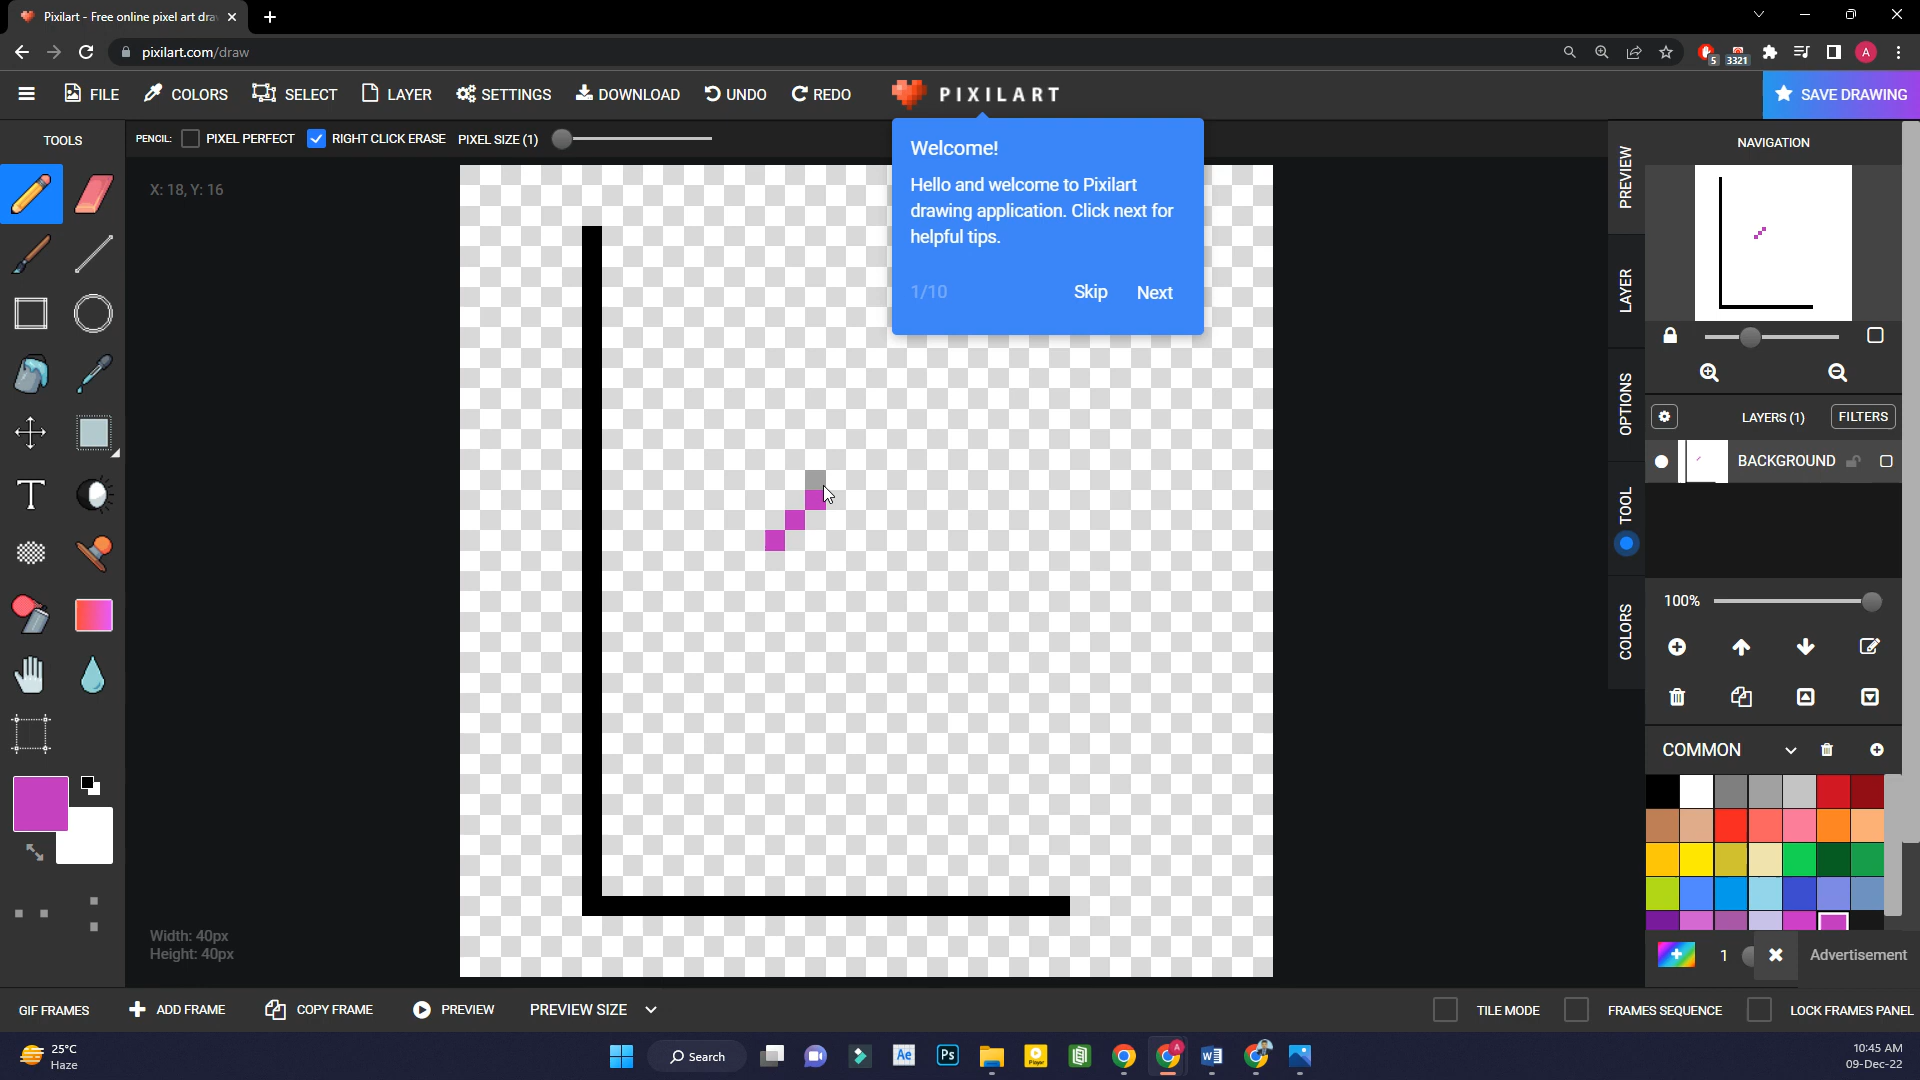 Pixilart - Free online pixel art dra
pixilart.com/draw
5
3321
A
FILE
COLORS
SELECT
LAYER
SETTINGS
DOWNLOAD
UNDO
REDO
PIXILART
SAVE DRAWING
TOOLS
PENCIL:
PIXEL PERFECT
RIGHT CLICK ERASE
PIXEL SIZE (1)
X: 18, Y: 16
Welcome!
Hello and welcome to Pixilart
drawing application. Click next for
helpful tips.
1/10
Skip
Next
PREVIEW
LAYER
OPTIONS
TOOL
COLORS
NAVIGATION
LAYERS (1)
FILTERS
BACKGROUND
100%
COMMON
1
Advertisement
T
Width: 40px
Height: 40px
GIF FRAMES
ADD FRAME
COPY FRAME
PREVIEW
PREVIEW SIZE
TILE MODE
FRAMES SEQUENCE
LOCK FRAMES PANEL
25°C
Haze
Search
Ae
Ps
A
W
10:45 AM
09-Dec-22